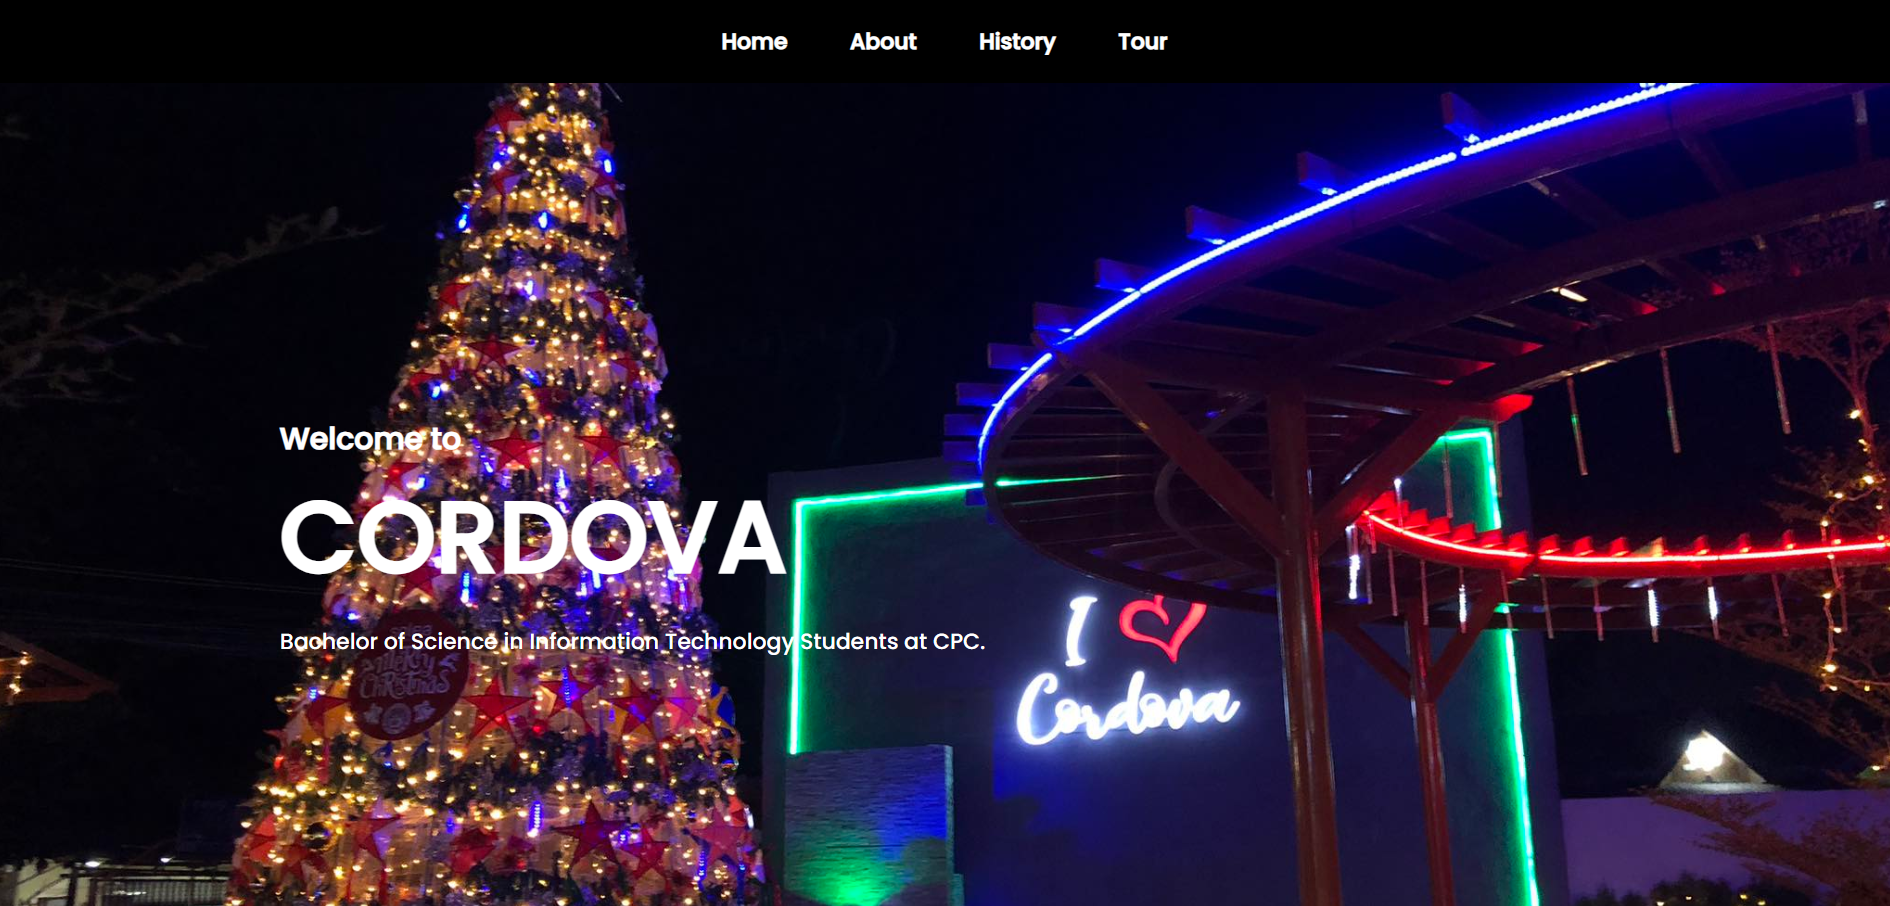 Home About History Tour
Welcome to
CORDOVA
Bachelor of Science in Information Technology Students at CPC.
Merry
Christmas
I
Cordova